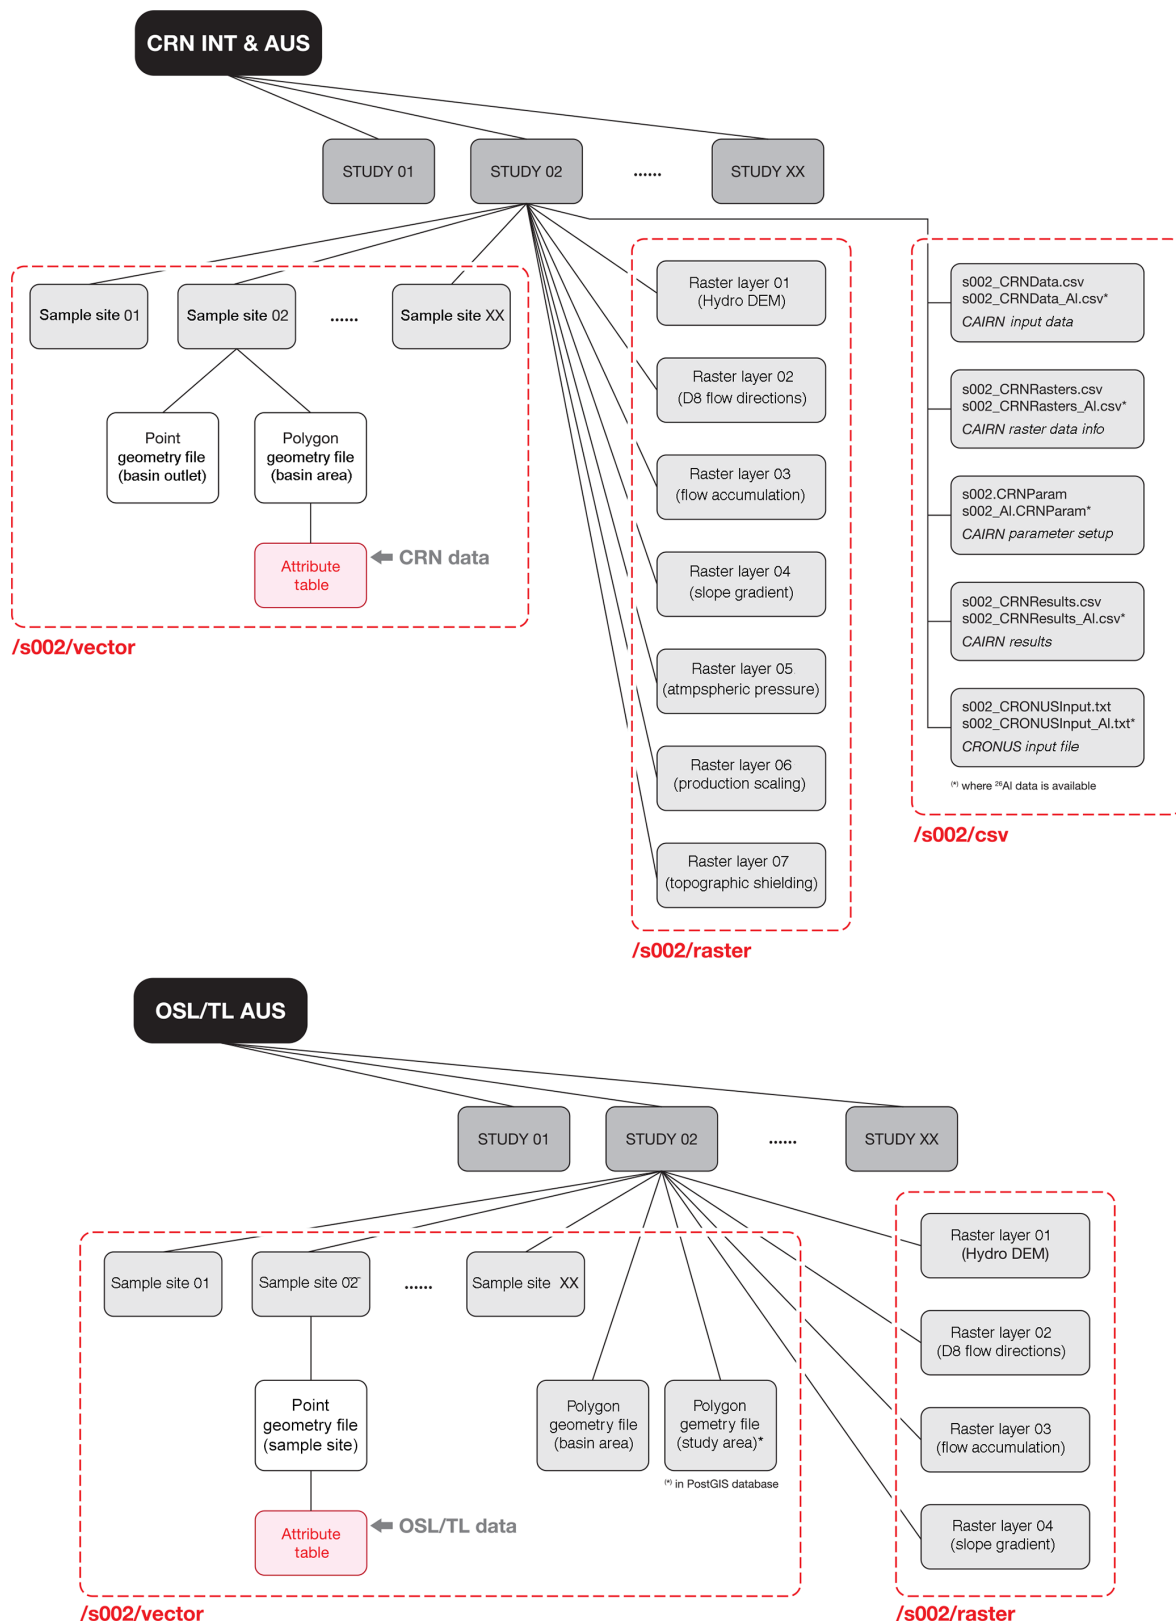 CRN INT & AUS
STUDY 01
STUDY 02
......
STUDY XX
Sample site 01
Sample site 02
......
Sample site XX
Point
geometry file
(basin outlet)
Polygon
geometry file
(basin area)
Attribute
table
CRN data
/s002/vector
Raster layer 01
(Hydro DEM)
Raster layer 02
(D8 flow directions)
Raster layer 03
(flow accumulation)
Raster layer 04
(slope gradient)
Raster layer 05
(atmpspheric pressure)
Raster layer 06
(production scaling)
Raster layer 07
(topographic shielding)
/s002/raster
s002_CRNData.csv
s002_CRNData_Al.csv*
CAIRN input data
s002_CRNRasters.csv
s002_CRNRasters_Al.csv*
CAIRN raster data info
s002.CRNParam
s002_Al.CRNParam*
CAIRN parameter setup
s002_CRNResults.csv
s002_CRNResults_Al.csv*
CAIRN results
s002_CRONUSInput.txt
s002_CRONUSInput_Al.txt*
CRONUS input file
(*) where ²⁶Al data is available
/s002/csv
OSL/TL AUS
STUDY 01
STUDY 02
......
STUDY XX
Sample site 01
Sample site 02
......
Sample site XX
Point
geometry file
(sample site)
Attribute
table
OSL/TL data
Polygon
geometry file
(basin area)
Polygon
gemetry file
(study area)*
(*) in PostGIS database
/s002/vector
Raster layer 01
(Hydro DEM)
Raster layer 02
(D8 flow directions)
Raster layer 03
(flow accumulation)
Raster layer 04
(slope gradient)
/s002/raster